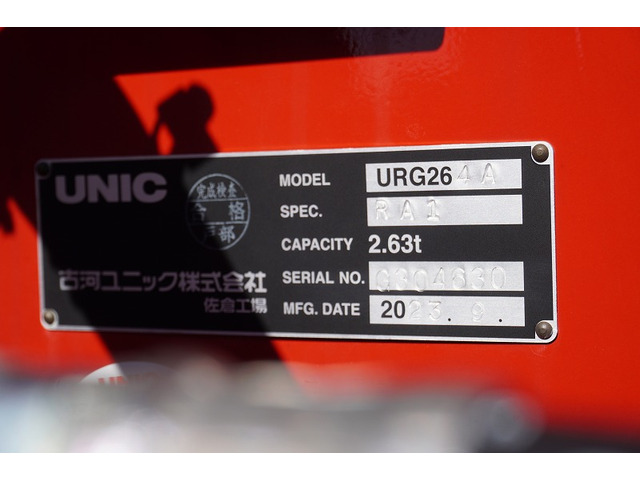 UNIC
完成検査
合格
MODEL URG264A
SPEC. RA1
CAPACITY 2.63t
古河ユニック株式会社
佐倉工場
SERIAL NO. G304630
MFG. DATE 2023.9.
UNIC